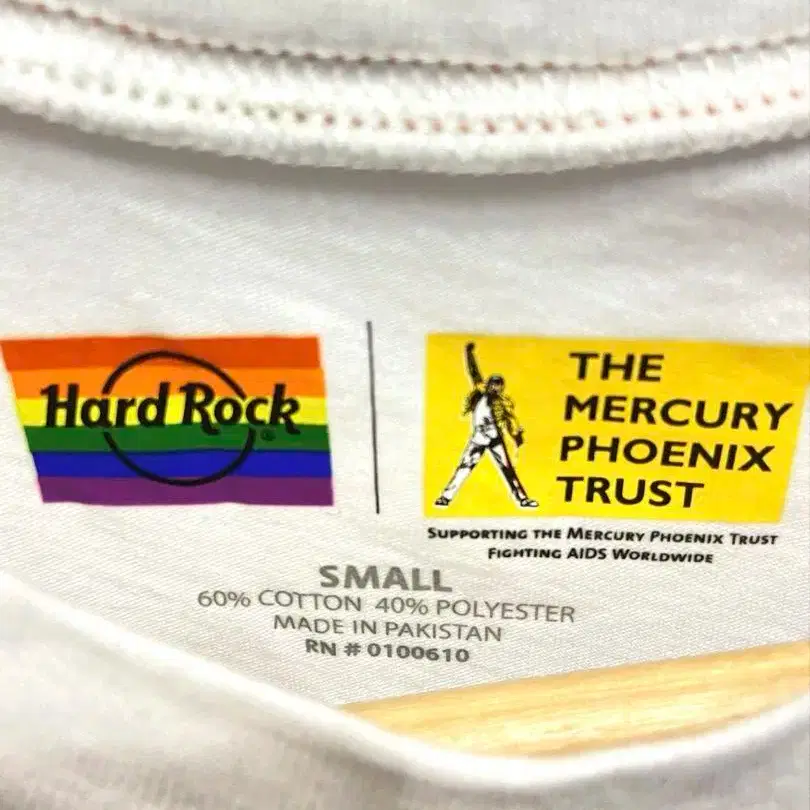 Hard Rock®
THE
MERCURY
PHOENIX
TRUST
SUPPORTING THE MERCURY PHOENIX TRUST
FIGHTING AIDS WORLDWIDE
SMALL
60% COTTON 40% POLYESTER
MADE IN PAKISTAN
RN # 0100610